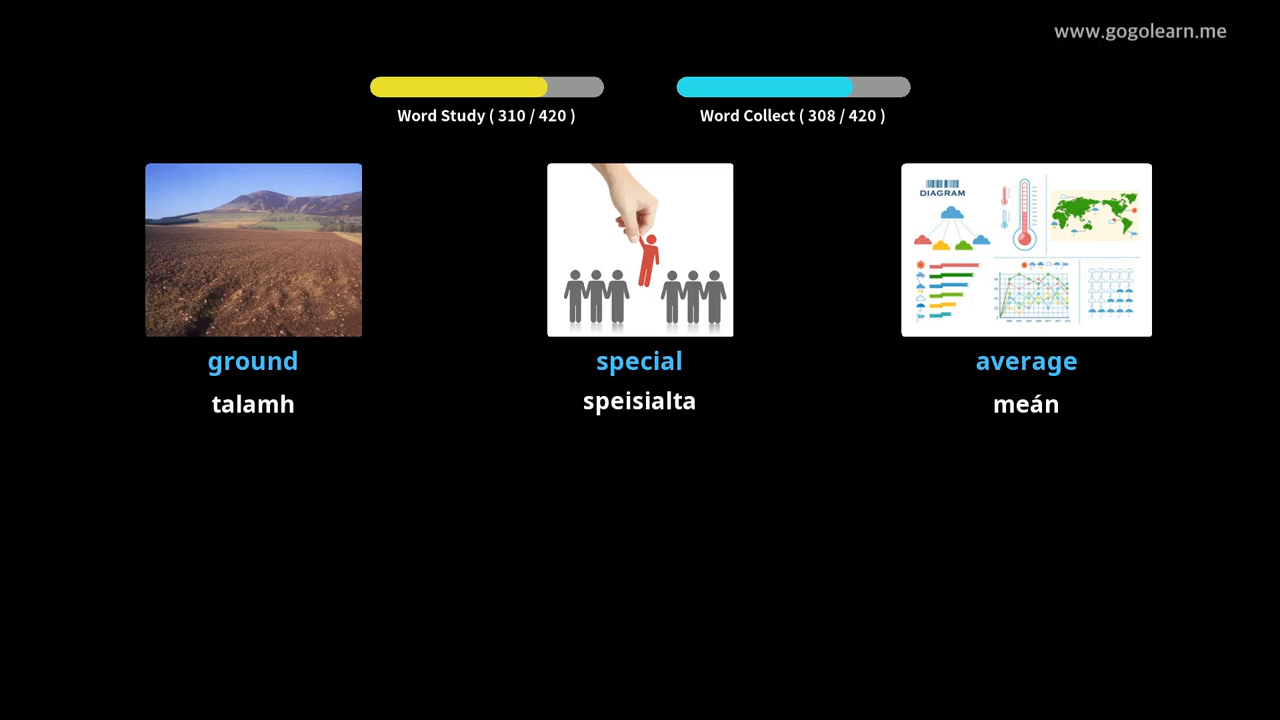 www.gogolearn.me
Word Study ( 310 / 420 )
Word Collect ( 308 / 420 )
DIAGRAM
ground
special
average
talamh
speisialta
meán